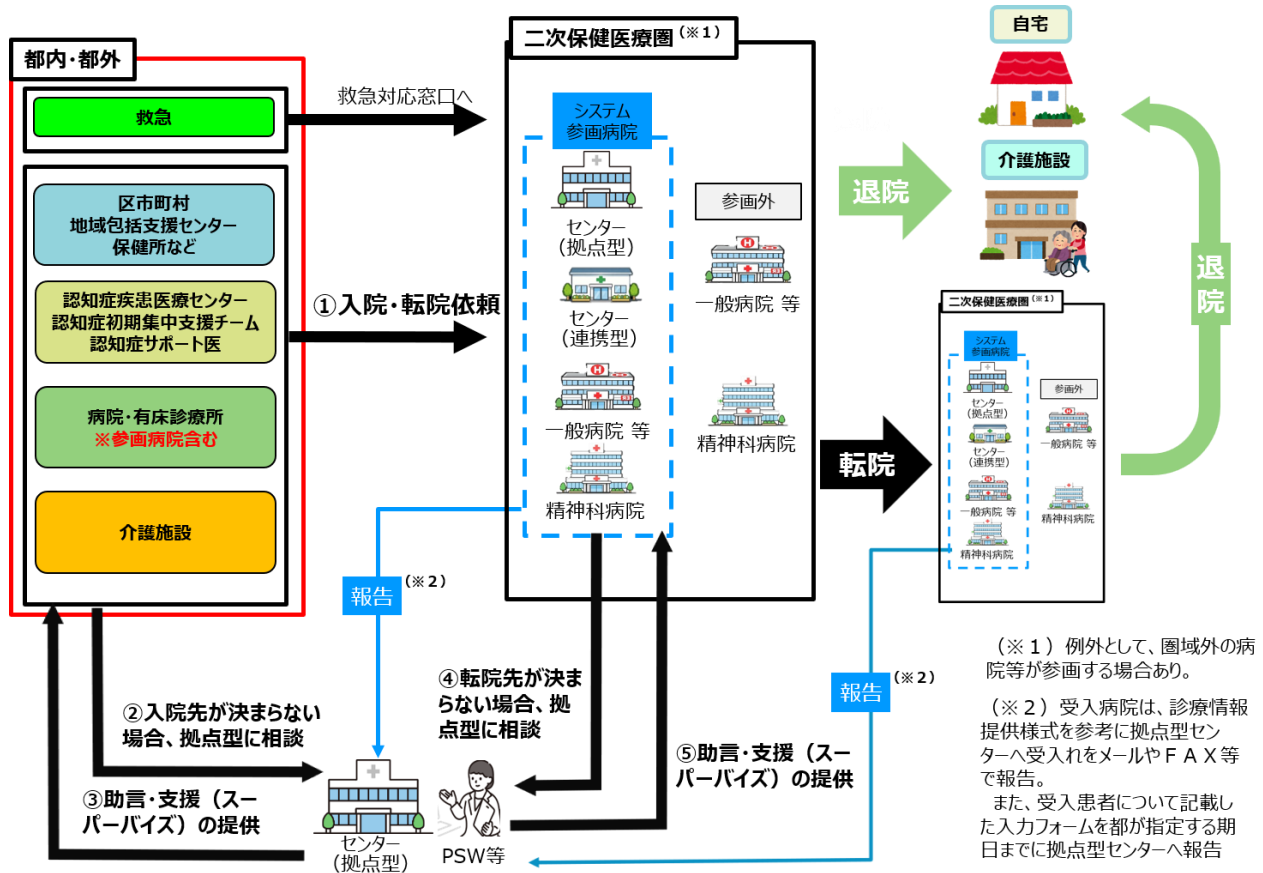 都内・都外
救急
区市町村
地域包括支援センター
保健所など
認知症疾患医療センター
認知症初期集中支援チーム
認知症サポート医
病院・有床診療所
※参画病院含む
介護施設
救急対応窓口へ
①入院・転院依頼
二次保健医療圏(※1)
システム
参画病院
センター
(拠点型)
センター
(連携型)
一般病院 等
精神科病院
参画外
一般病院 等
精神科病院
退院
転院
自宅
介護施設
退院
二次保健医療圏(※1)
システム
参画病院
センター
(拠点型)
センター
(連携型)
一般病院 等
精神科病院
参画外
一般病院 等
精神科病院
報告
(※2)
報告
(※2)
②入院先が決まらない
場合、拠点型に相談
③助言・支援(スー
パーバイズ)の提供
④転院先が決ま
らない場合、拠
点型に相談
⑤助言・支援(スー
パーバイズ)の提供
センター
(拠点型)
PSW等
(※1)例外として、圏域外の病
院等が参画する場合あり。
(※2)受入病院は、診療情報
提供様式を参考に拠点型セン
ターへ受入れをメールやFAX等
で報告。
また、受入患者について記載し
た入力フォームを都が指定する期
日までに拠点型センターへ報告